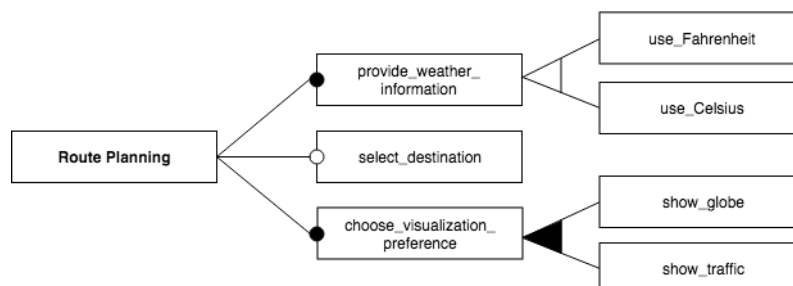 use_Fahrenheit
provide_weather_
information
use_Celsius
Route Planning
select_destination
show_globe
choose_visualization_
preference
show_traffic